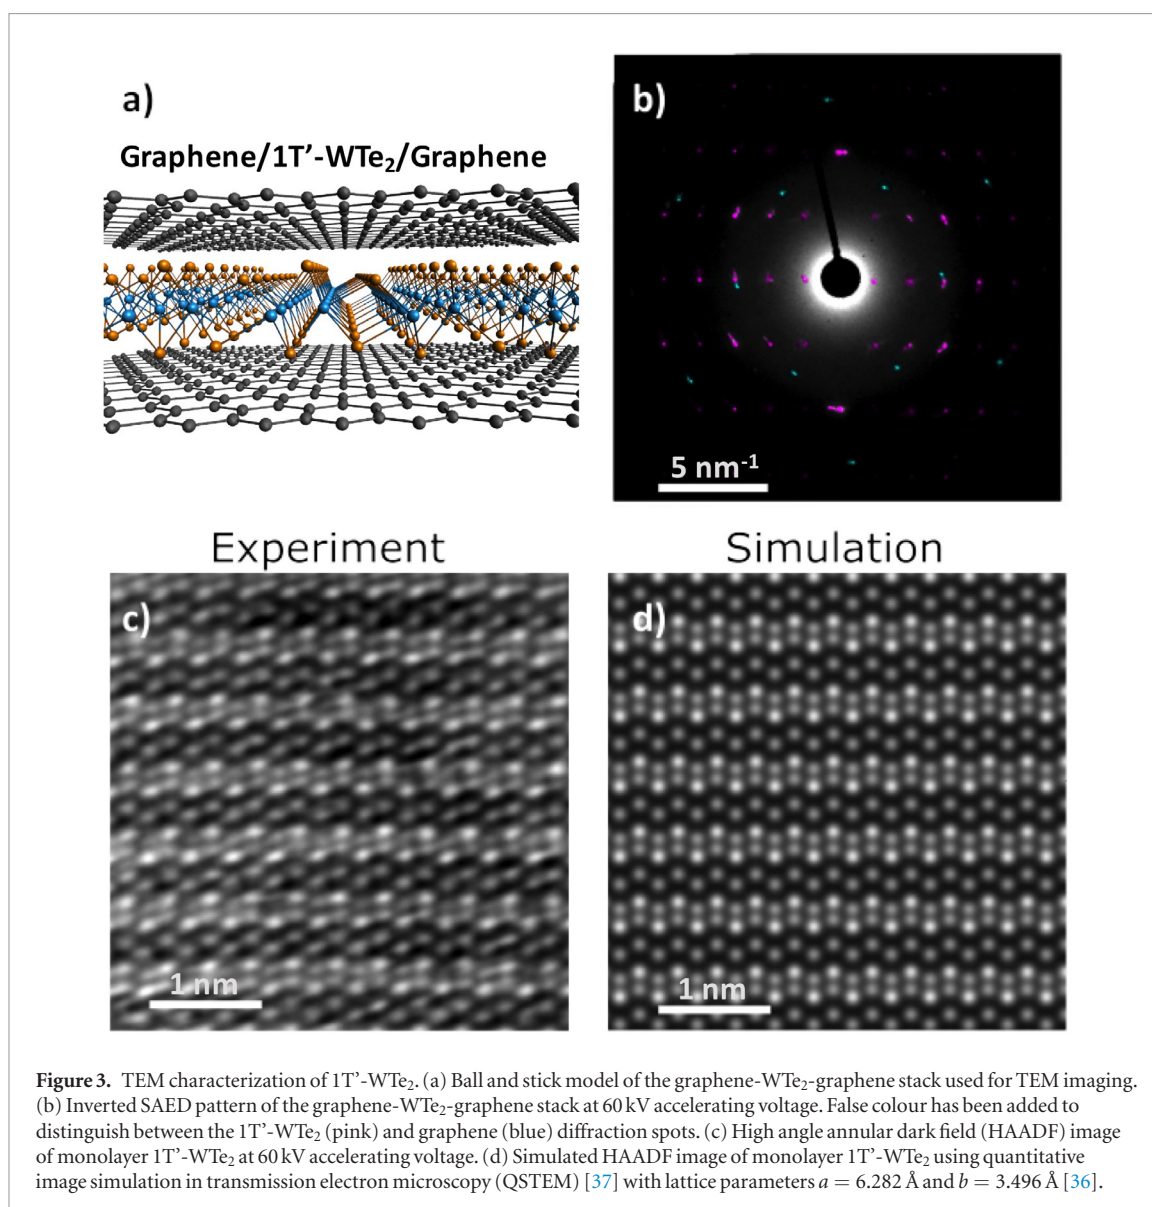 a)
Graphene/1T’-WTe₂/Graphene
b)
5 nm⁻¹
Experiment
Simulation
c)
1 nm
d)
1 nm
Figure 3. TEM characterization of 1T’-WTe₂. (a) Ball and stick model of the graphene-WTe₂-graphene stack used for TEM imaging.
(b) Inverted SAED pattern of the graphene-WTe₂-graphene stack at 60 kV accelerating voltage. False colour has been added to
distinguish between the 1T’-WTe₂ (pink) and graphene (blue) diffraction spots. (c) High angle annular dark field (HAADF) image
of monolayer 1T’-WTe₂ at 60 kV accelerating voltage. (d) Simulated HAADF image of monolayer 1T’-WTe₂ using quantitative
image simulation in transmission electron microscopy (QSTEM) [37] with lattice parameters a = 6.282 Å and b = 3.496 Å [36].